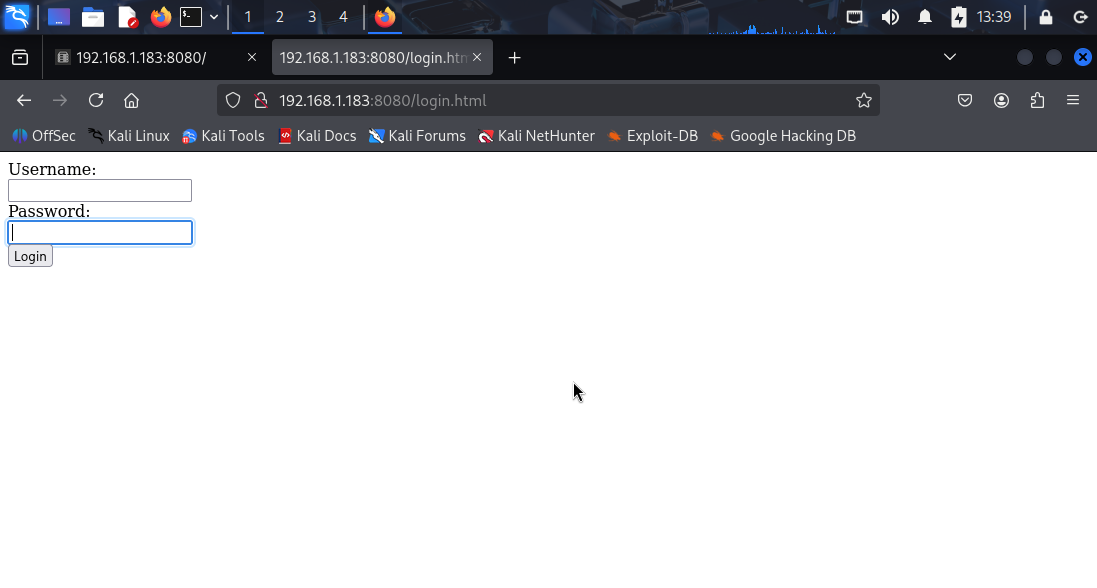 1 2 3 4 13:39
192.168.1.183:8080/ 192.168.1.183:8080/login.htm
192.168.1.183:8080/login.html
OffSec Kali Linux Kali Tools Kali Docs Kali Forums Kali NetHunter Exploit-DB Google Hacking DB
Username:
Password:
Login